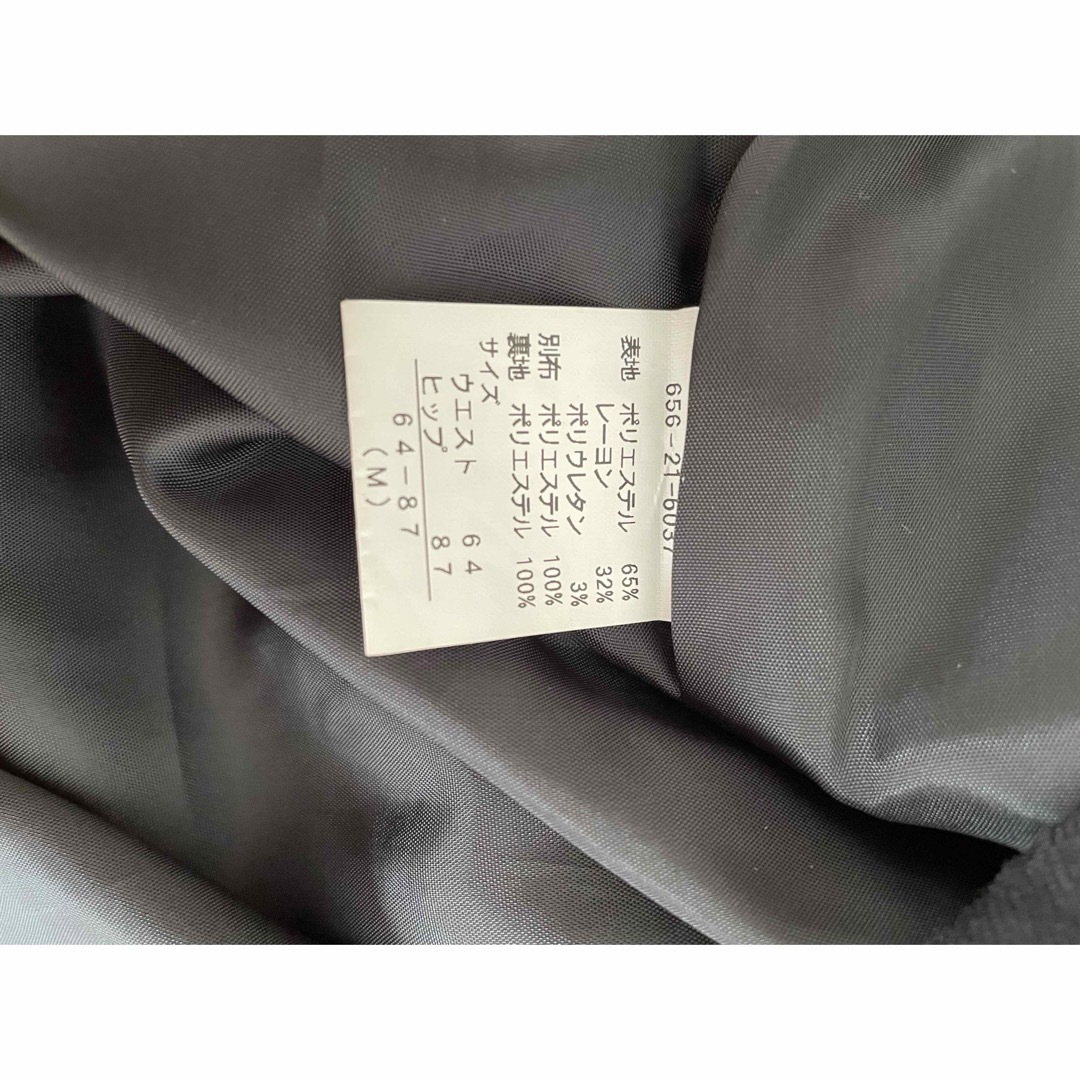 656-21-6037
表地 ポリエステル 65%
レーヨン 32%
ポリウレタン 3%
別布 ポリエステル 100%
裏地 ポリエステル 100%
サイズ
ウエスト 64
ヒップ 87
64-87
(M)